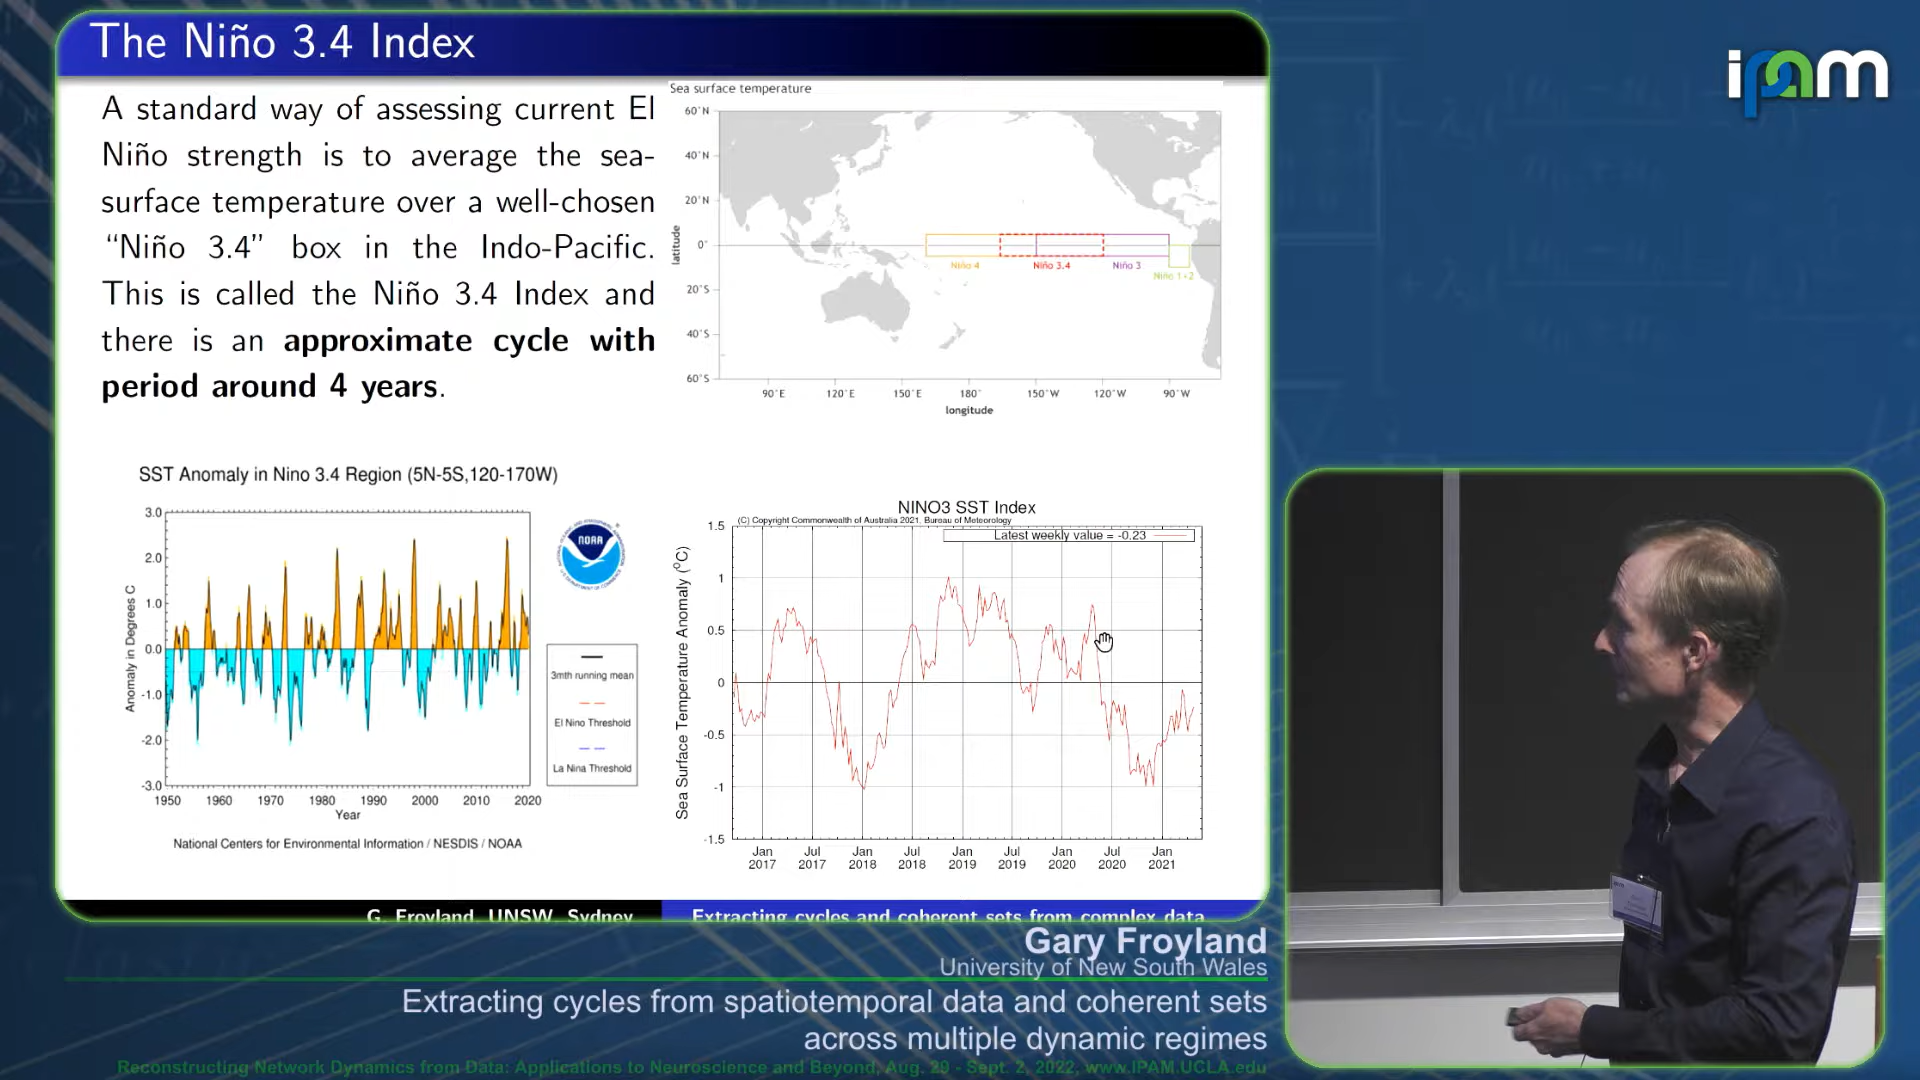 The Niño 3.4 Index
A standard way of assessing current El
Niño strength is to average the sea-
surface temperature over a well-chosen
“Niño 3.4” box in the Indo-Pacific.
This is called the Niño 3.4 Index and
there is an approximate cycle with
period around 4 years.
Sea surface temperature
60°N
40°N
20°N
0°
20°S
40°S
60°S
latitude
Niño 4
Niño 3.4
Niño 3
Niño 1+2
90°E 120°E 150°E 180° 150°W 120°W 90°W
longitude
SST Anomaly in Nino 3.4 Region (5N-5S,120-170W)
3.0
2.0
1.0
0.0
-1.0
-2.0
-3.0
Anomaly in Degrees C
1950 1960 1970 1980 1990 2000 2010 2020
Year
NOAA
3mth running mean
El Nino Threshold
La Nina Threshold
National Centers for Environmental Information / NESDIS / NOAA
NINO3 SST Index
(C) Copyright Commonwealth of Australia 2021, Bureau of Meteorology
Latest weekly value = -0.23
1.5
1
0.5
0
-0.5
-1
-1.5
Sea Surface Temperature Anomaly (°C)
Jan Jul Jan Jul Jan Jul Jan Jul Jan
2017 2017 2018 2018 2019 2019 2020 2020 2021
G. Froyland, UNSW, Sydney
Extracting cycles and coherent sets from complex data
ipam
Gary Froyland
University of New South Wales
Extracting cycles from spatiotemporal data and coherent sets
across multiple dynamic regimes
Reconstructing Network Dynamics from Data: Applications to Neuroscience and Beyond, Aug. 29 - Sept. 2, 2022, www.IPAM.UCLA.edu